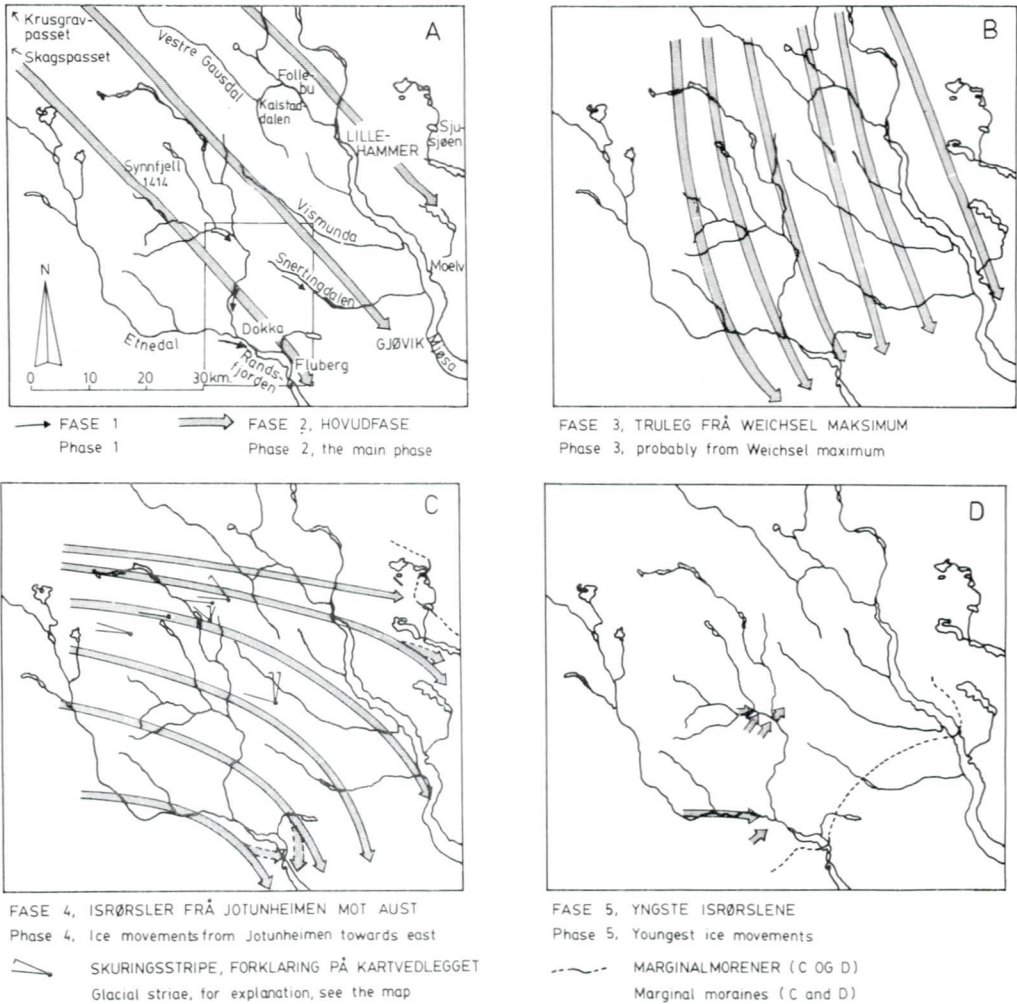 A
Krusgrav-
passet
Skagspasset
Vestre Gausdal
Folle-
bu
Kalstad-
dalen
LILLE-
HAMMER
Sju-
sjøen
Synnfjell
1414
Vismunda
Snertingdalen
Moelv
N
Etnedal
Dokka
GJØVIK
Mjøsa
Fluberg
Rands-
fjorden
0 10 20 30 km.
FASE 1
Phase 1
FASE 2, HOVUDFASE
Phase 2, the main phase
B
FASE 3, TRULEG FRÅ WEICHSEL MAKSIMUM
Phase 3, probably from Weichsel maximum
C
FASE 4, ISRØRSLER FRÅ JOTUNHEIMEN MOT AUST
Phase 4, Ice movements from Jotunheimen towards east
SKURINGSSTRIPE, FORKLARING PÅ KARTVEDLEGGET
Glacial striae, for explanation, see the map
D
FASE 5, YNGSTE ISRØRSLENE
Phase 5, Youngest ice movements
MARGINALMORENER (C OG D)
Marginal moraines (C and D)